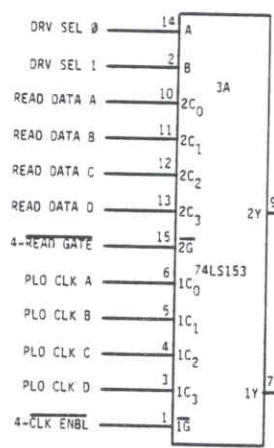 DRV SEL 0 14 A
DRV SEL 1 2 B
3A
READ DATA A 10 2C0
READ DATA B 11 2C1
READ DATA C 12 2C2
READ DATA D 13 2C3
2Y 9
4-READ GATE 15 2G
74LS153
PLO CLK A 6 1C0
PLO CLK B 5 1C1
PLO CLK C 4 1C2
PLO CLK D 3 1C3
1Y 7
4-CLK ENBL 1 1G